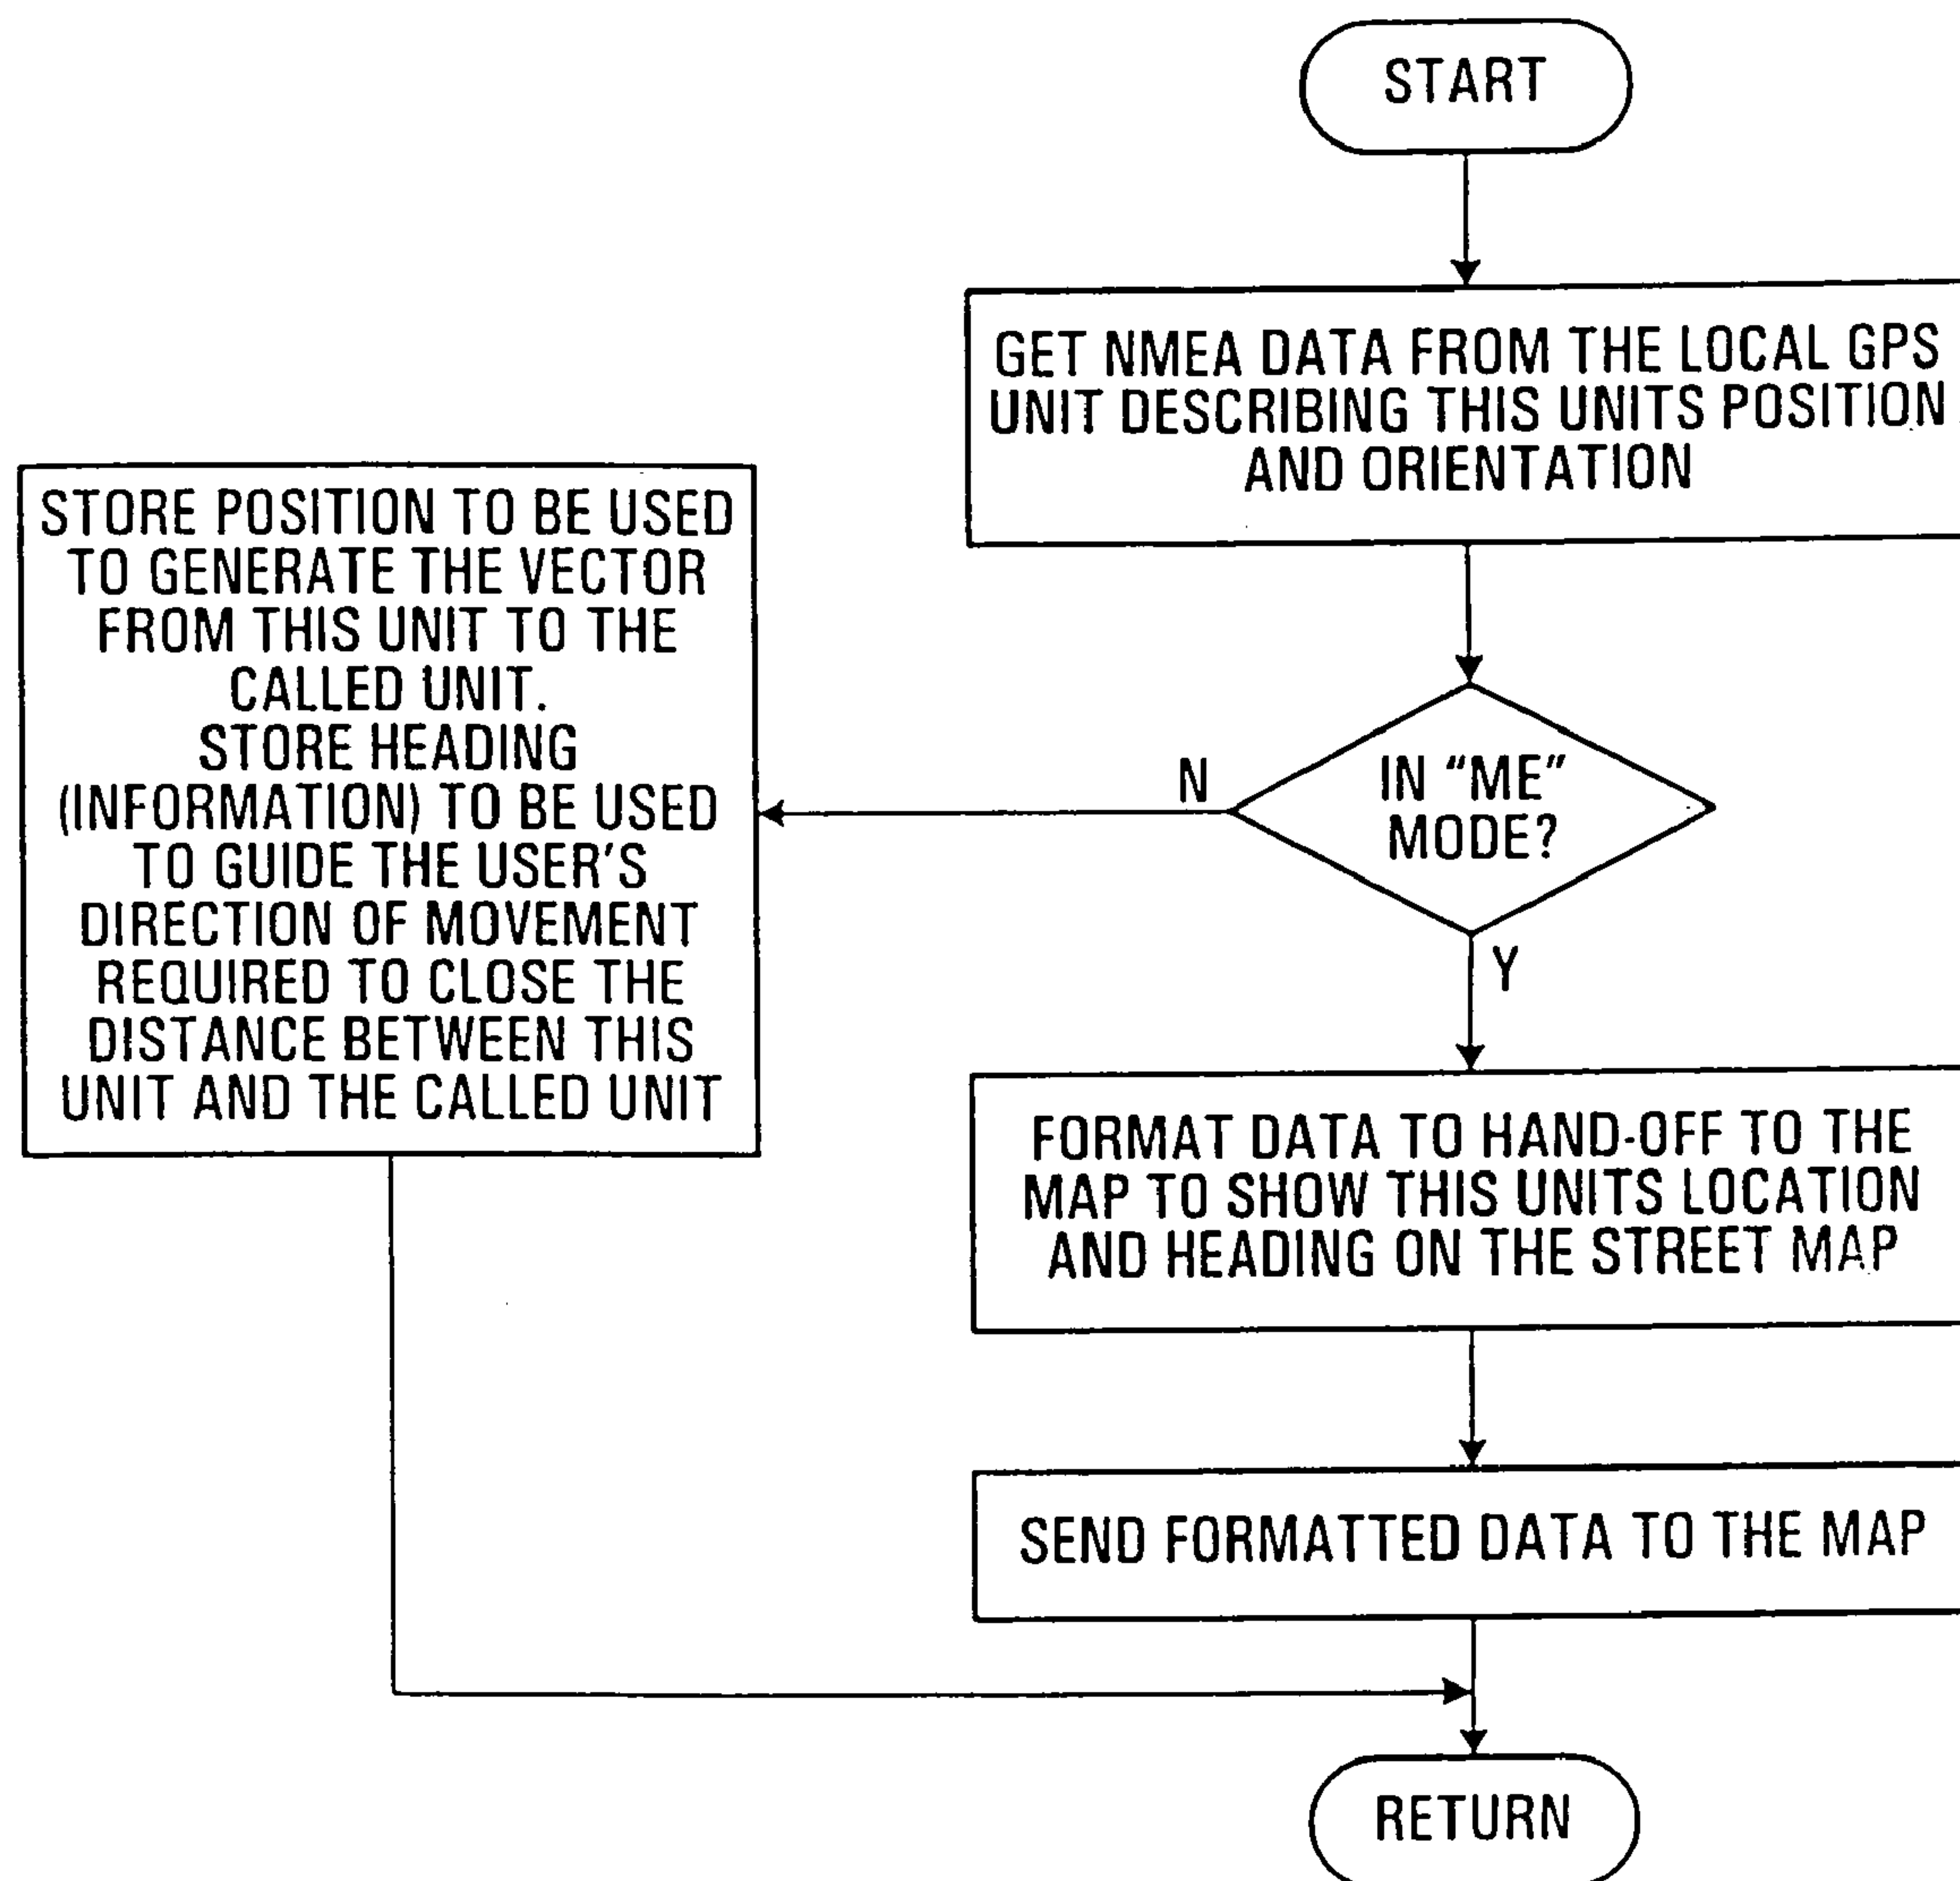 START
GET NMEA DATA FROM THE LOCAL GPS
UNIT DESCRIBING THIS UNITS POSITION
AND ORIENTATION
IN “ME”
MODE?
N
Y
STORE POSITION TO BE USED
TO GENERATE THE VECTOR
FROM THIS UNIT TO THE
CALLED UNIT.
STORE HEADING
(INFORMATION) TO BE USED
TO GUIDE THE USER'S
DIRECTION OF MOVEMENT
REQUIRED TO CLOSE THE
DISTANCE BETWEEN THIS
UNIT AND THE CALLED UNIT
FORMAT DATA TO HAND-OFF TO THE
MAP TO SHOW THIS UNITS LOCATION
AND HEADING ON THE STREET MAP
SEND FORMATTED DATA TO THE MAP
RETURN